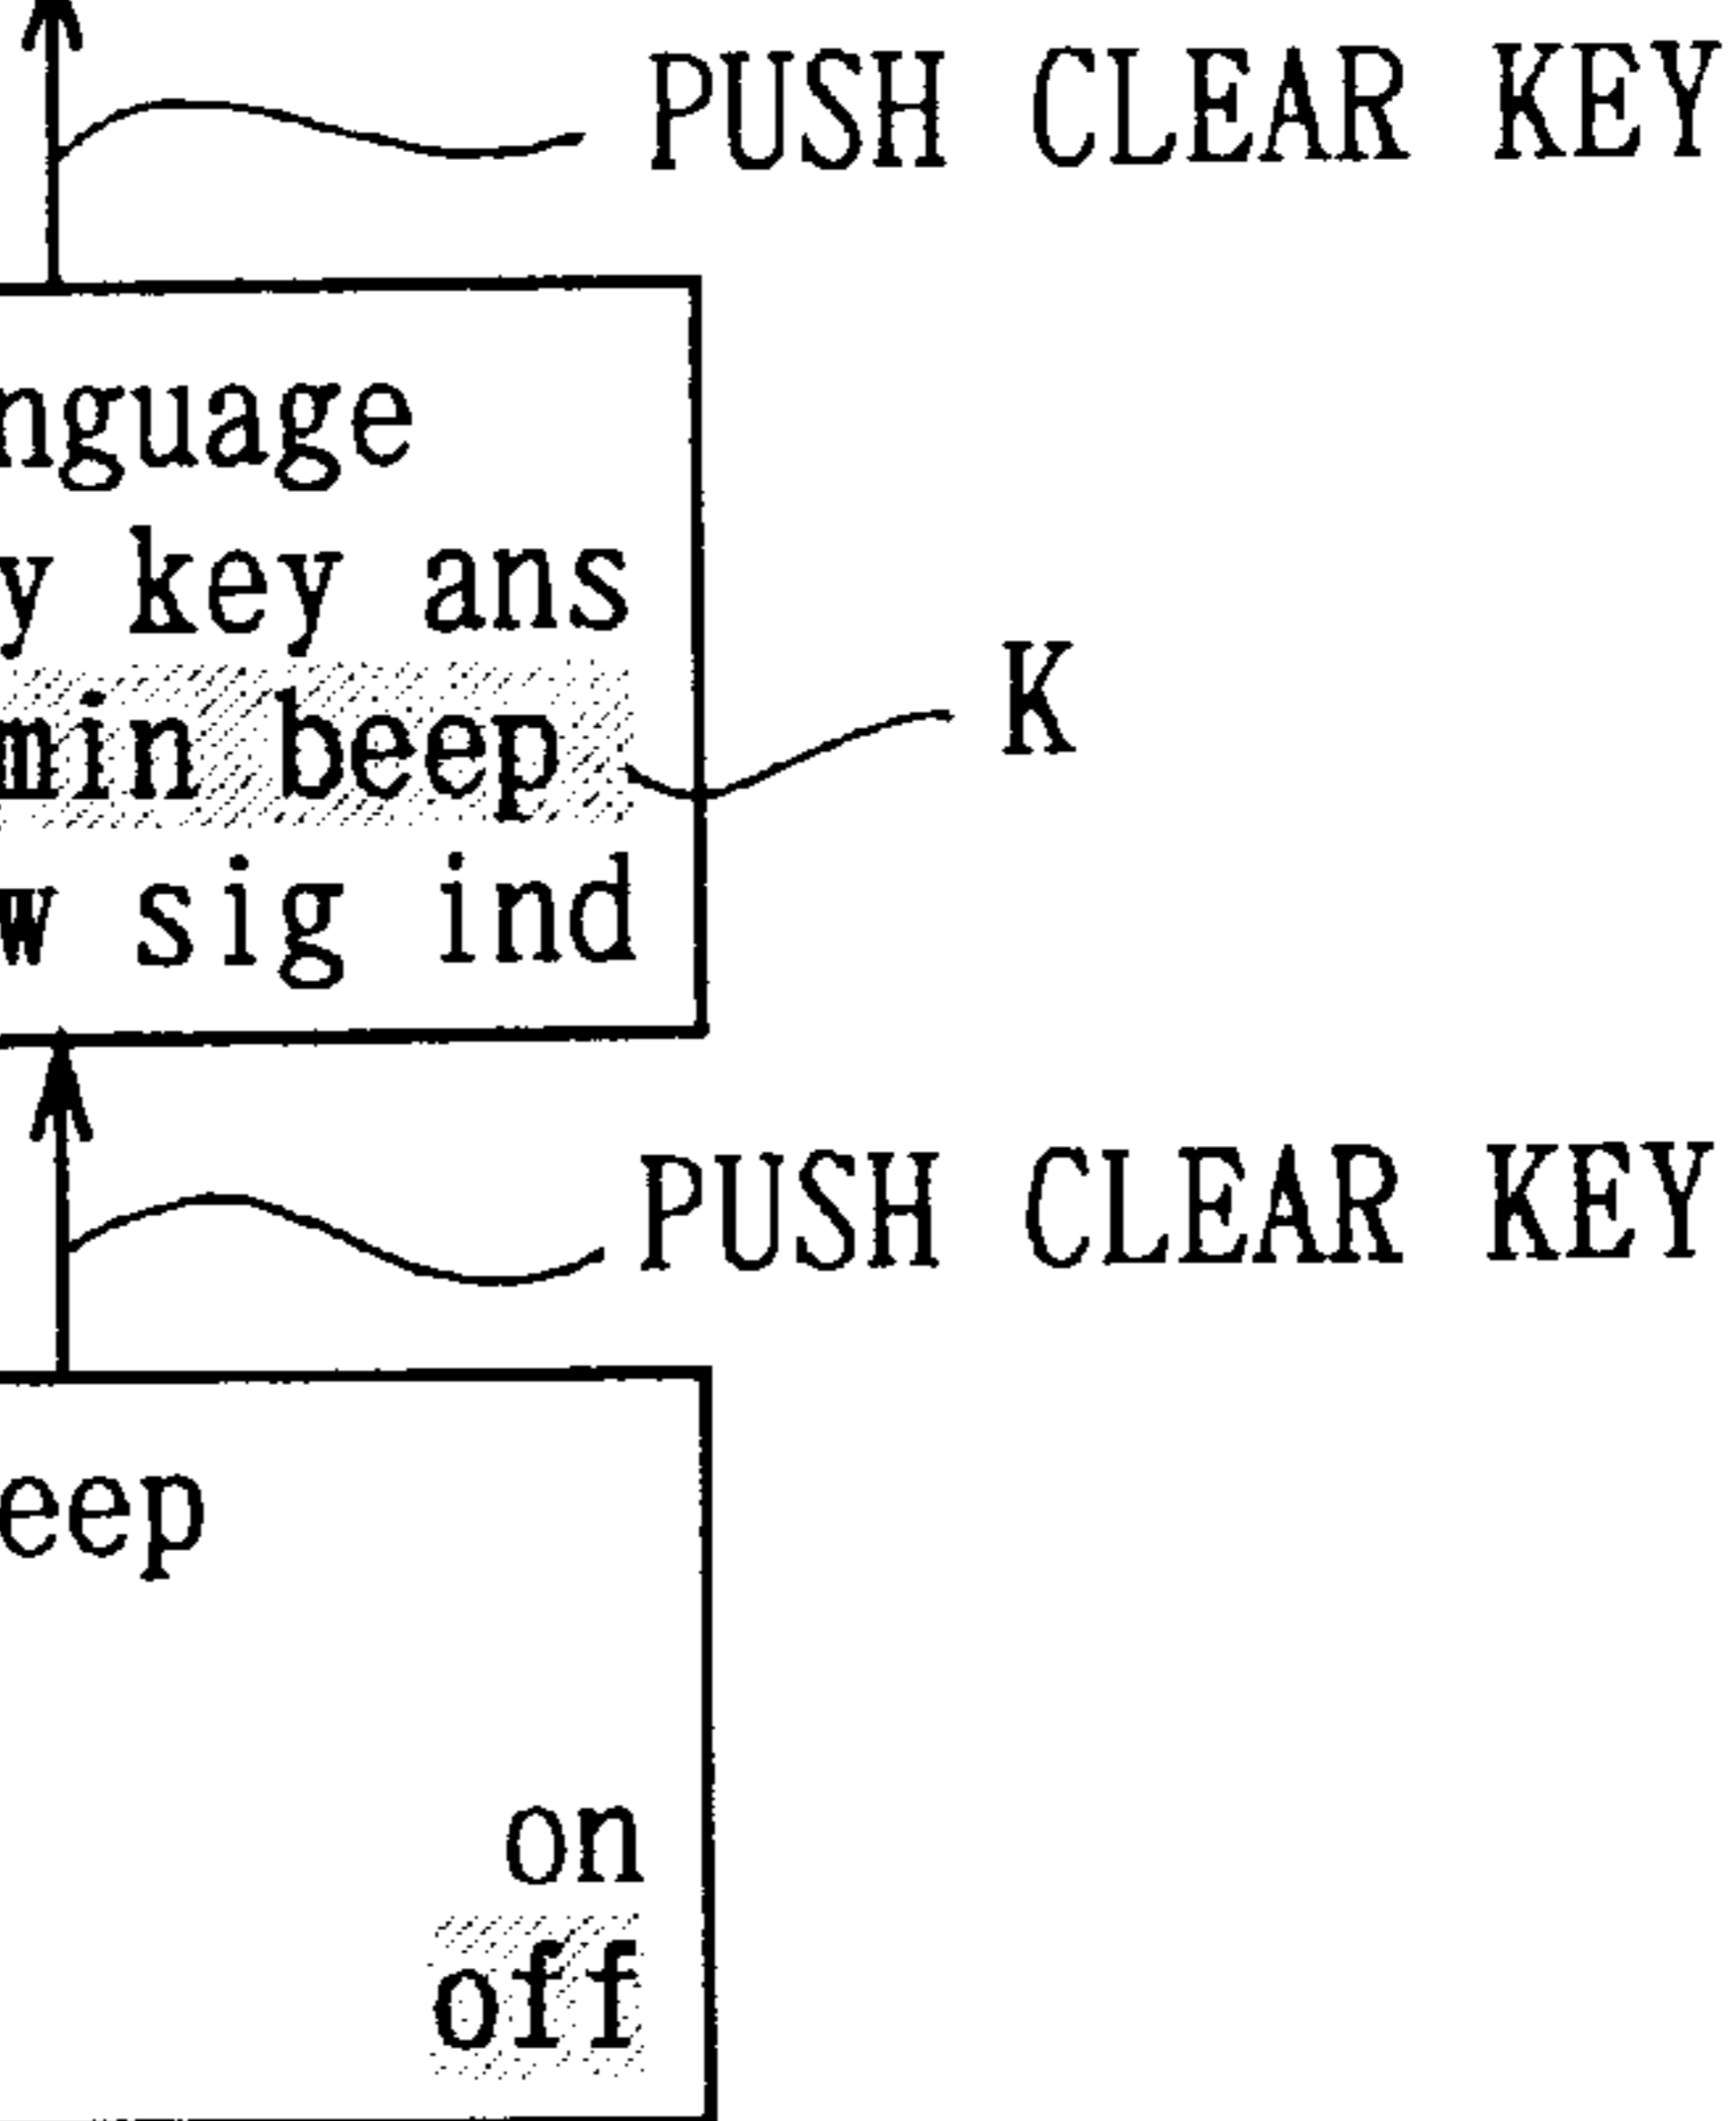 PUSH CLEAR KEY
nguage
y key ans
min beep
K
w sig ind
PUSH CLEAR KEY
eep
on
off